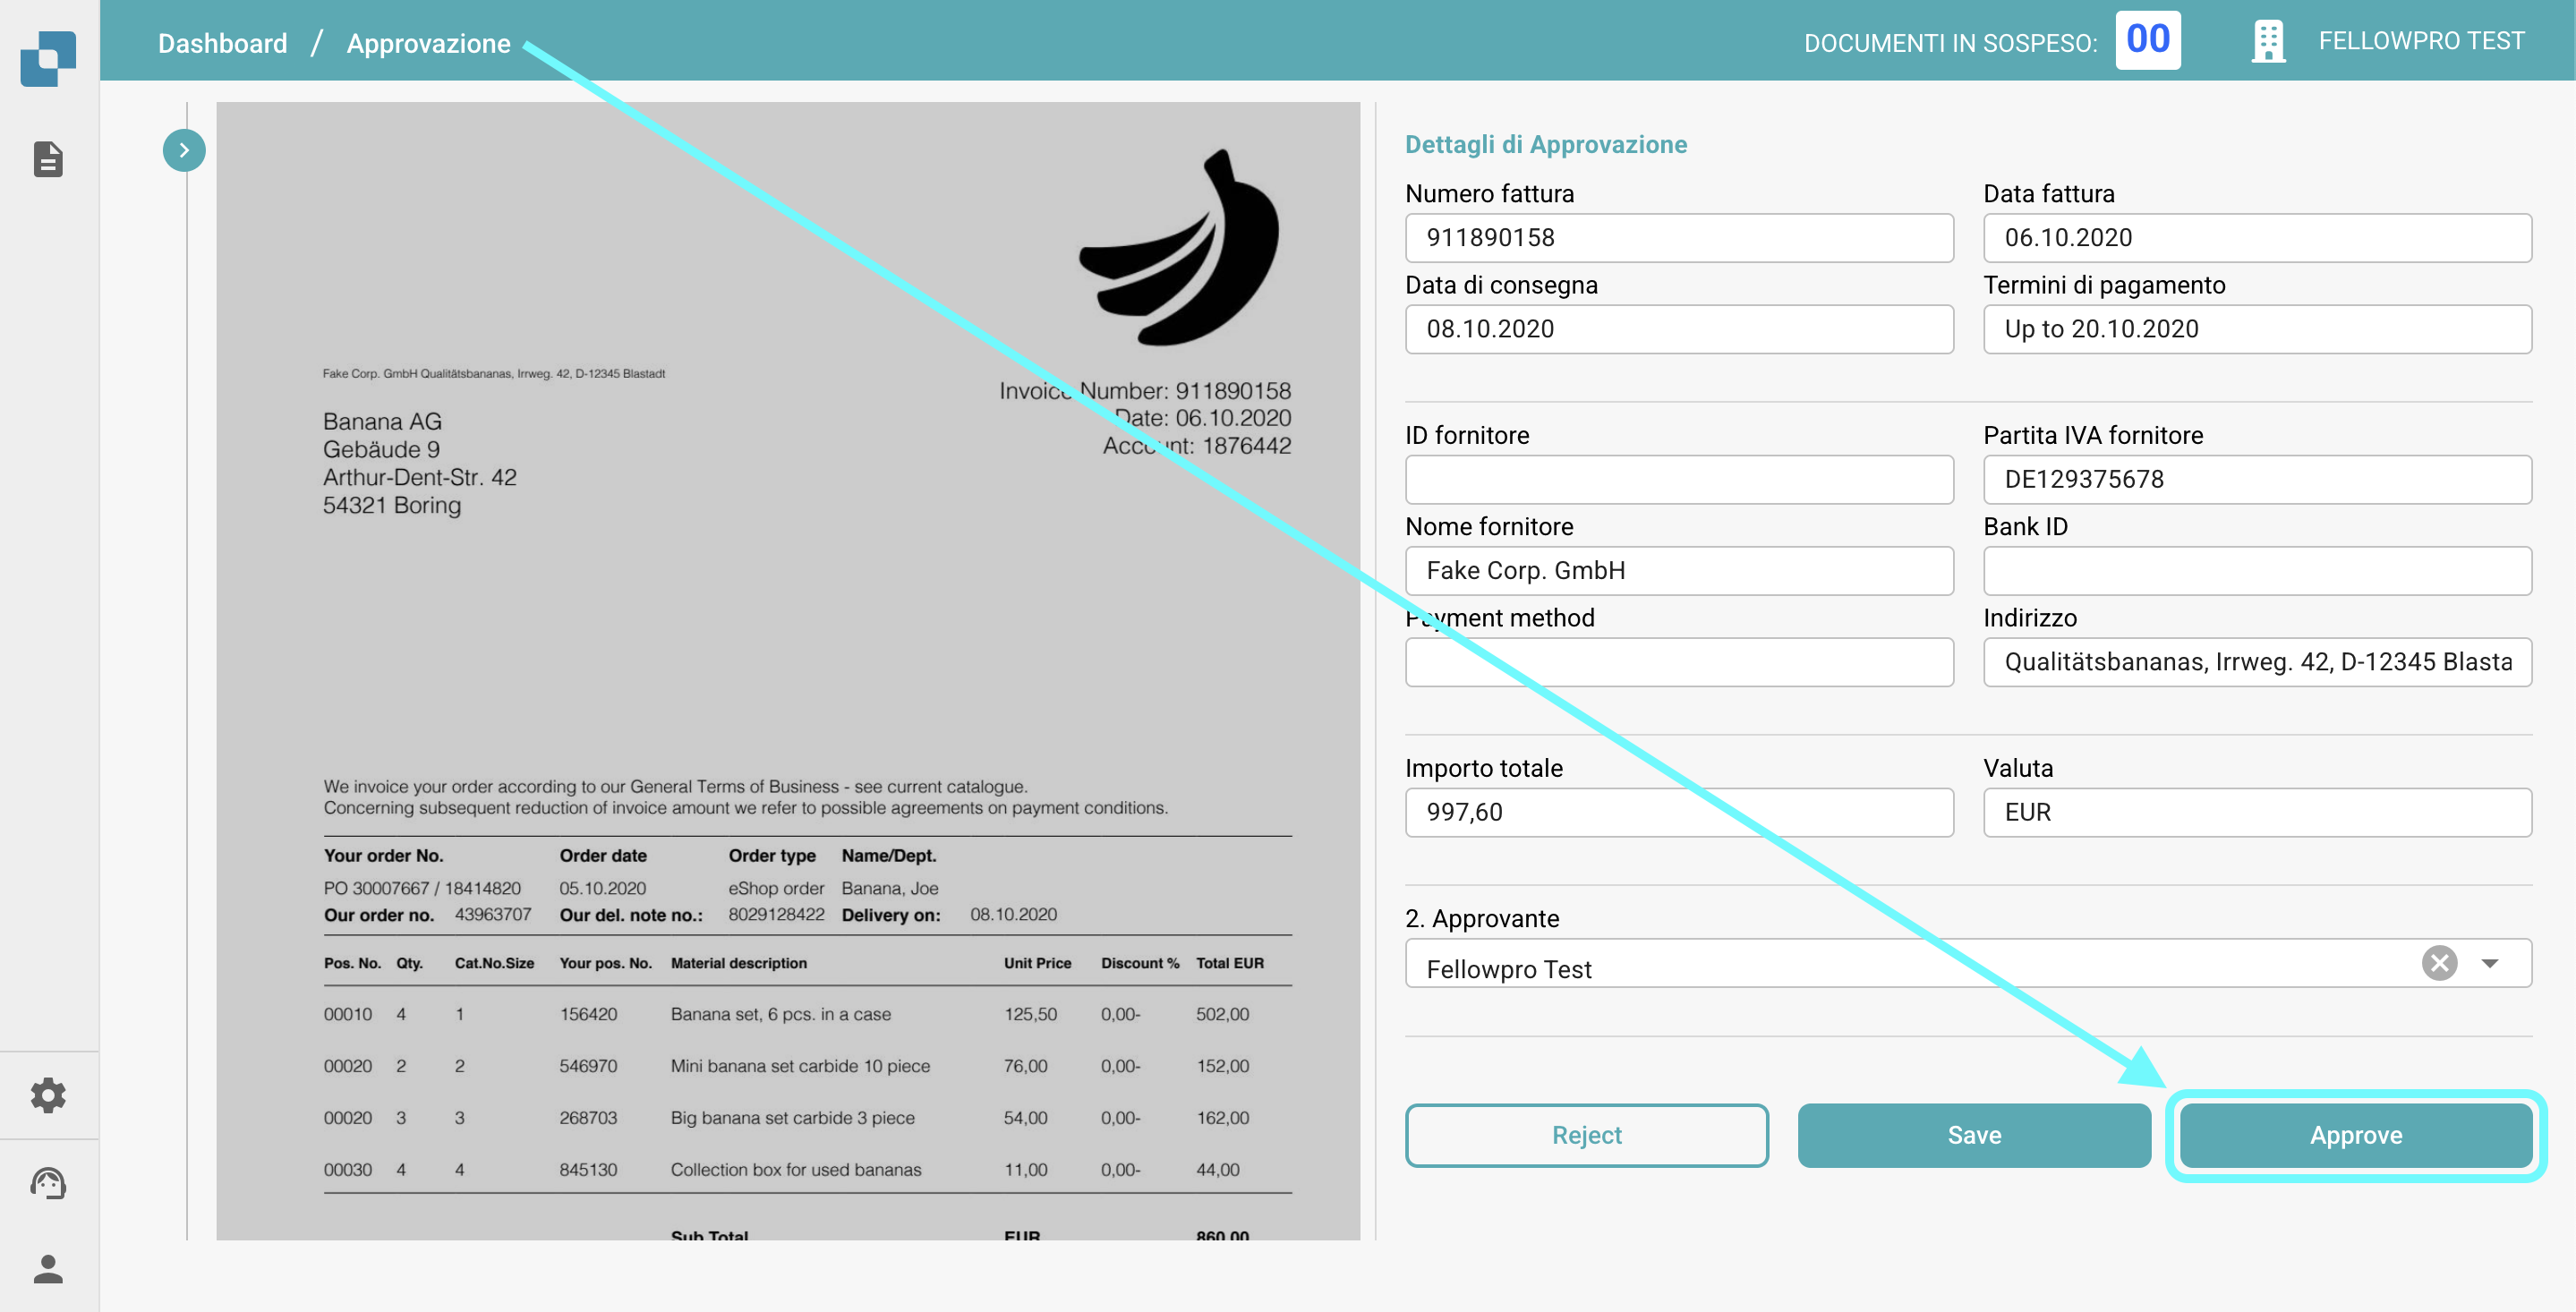 Dashboard / Approvazione
DOCUMENTI IN SOSPESO: 00
FELLOWPRO TEST
Fake Corp. GmbH Qualitätsbananas, Irrweg. 42, D-12345 Blastadt
Invoice Number: 911890158
Date: 06.10.2020
Account: 1876442
Banana AG
Gebäude 9
Arthur-Dent-Str. 42
54321 Boring
We invoice your order according to our General Terms of Business - see current catalogue.
Concerning subsequent reduction of invoice amount we refer to possible agreements on payment conditions.
Your order No. Order date Order type Name/Dept.
PO 30007667 / 18414820 05.10.2020 eShop order Banana, Joe
Our order no. 43963707 Our del. note no.: 8029128422 Delivery on: 08.10.2020
Pos. No. Qty. Cat.No.Size Your pos. No. Material description Unit Price Discount % Total EUR
00010 4 1 156420 Banana set, 6 pcs. in a case 125,50 0,00- 502,00
00020 2 2 546970 Mini banana set carbide 10 piece 76,00 0,00- 152,00
00020 3 3 268703 Big banana set carbide 3 piece 54,00 0,00- 162,00
00030 4 4 845130 Collection box for used bananas 11,00 0,00- 44,00
Sub Total EUR 860,00
Dettagli di Approvazione
Numero fattura Data fattura
911890158 06.10.2020
Data di consegna Termini di pagamento
08.10.2020 Up to 20.10.2020
ID fornitore Partita IVA fornitore
DE129375678
Nome fornitore Bank ID
Fake Corp. GmbH
Payment method Indirizzo
Qualitätsbananas, Irrweg. 42, D-12345 Blasta
Importo totale Valuta
997,60 EUR
2. Approvante
Fellowpro Test
Reject Save Approve